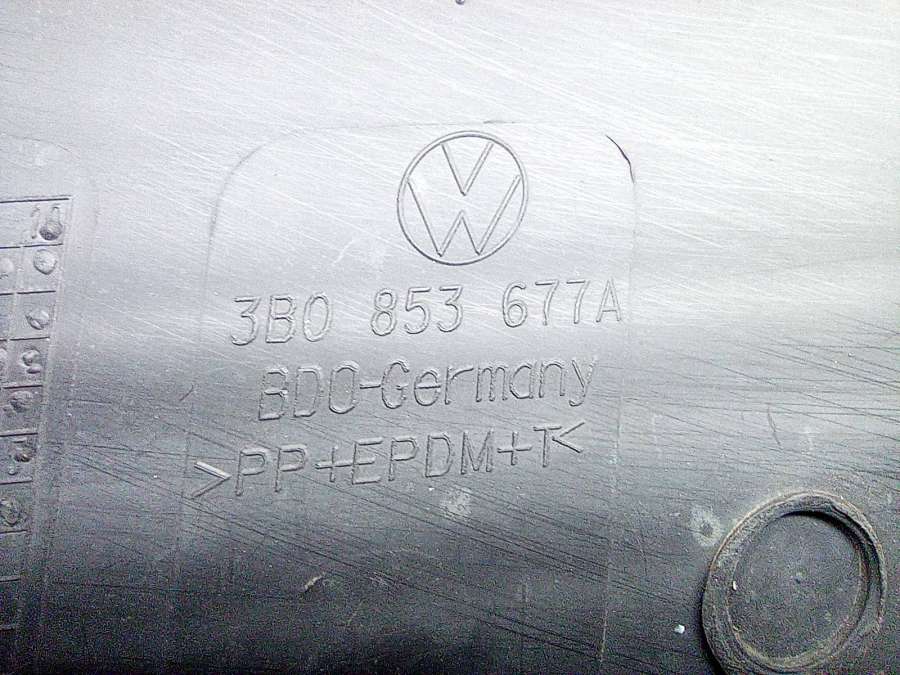 3B0 853 677A
BDO-Germany
>PP+EPDM+T<